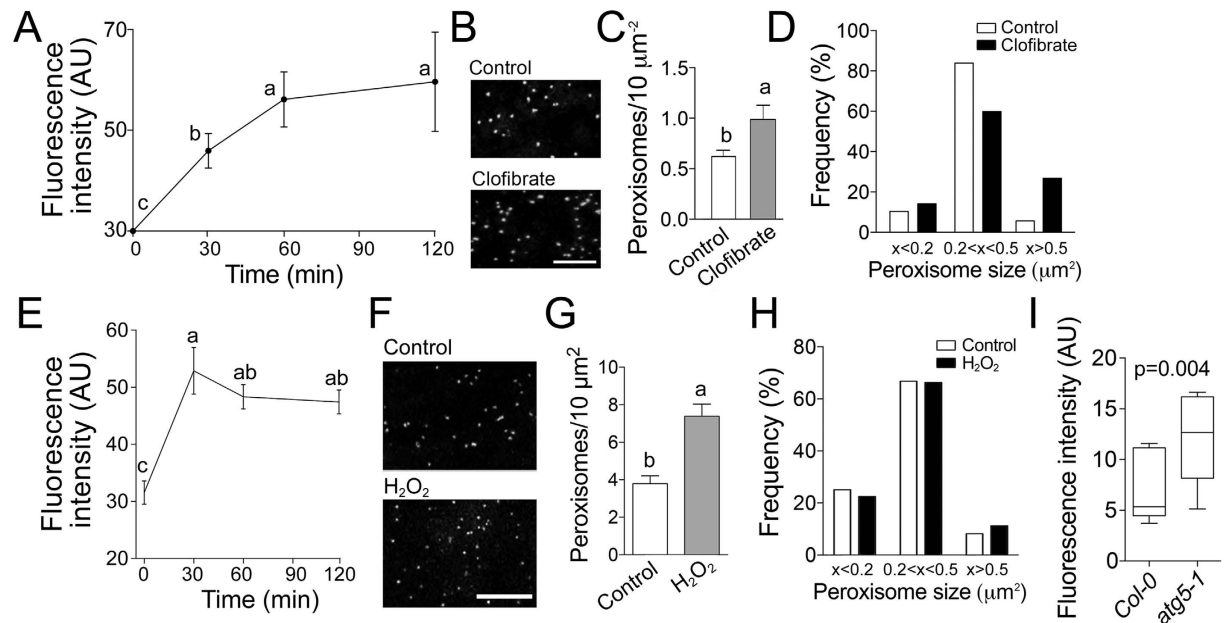 A
Fluorescence
intensity (AU)
70
50
30
c
b
a
a
0
30
60
90
120
Time (min)
B
Control
Clofibrate
C
Peroxisomes/10 μm⁻²
1.5
1.0
0.5
0.0
b
a
Control
Clofibrate
D
Frequency (%)
100
80
60
40
20
0
Control
Clofibrate
x<0.2
0.2<x<0.5
x>0.5
Peroxisome size (μm²)
E
Fluorescence
intensity (AU)
60
50
40
30
20
c
a
ab
ab
0
30
60
90
120
Time (min)
F
Control
H₂O₂
G
Peroxisomes/10 μm²
10
8
6
4
2
0
b
a
Control
H₂O₂
H
Frequency (%)
80
60
40
20
0
Control
H₂O₂
x<0.2
0.2<x<0.5
x>0.5
Peroxisome size (μm²)
I
Fluorescence intensity (AU)
20
15
10
5
0
p=0.004
Col-0
atg5-1